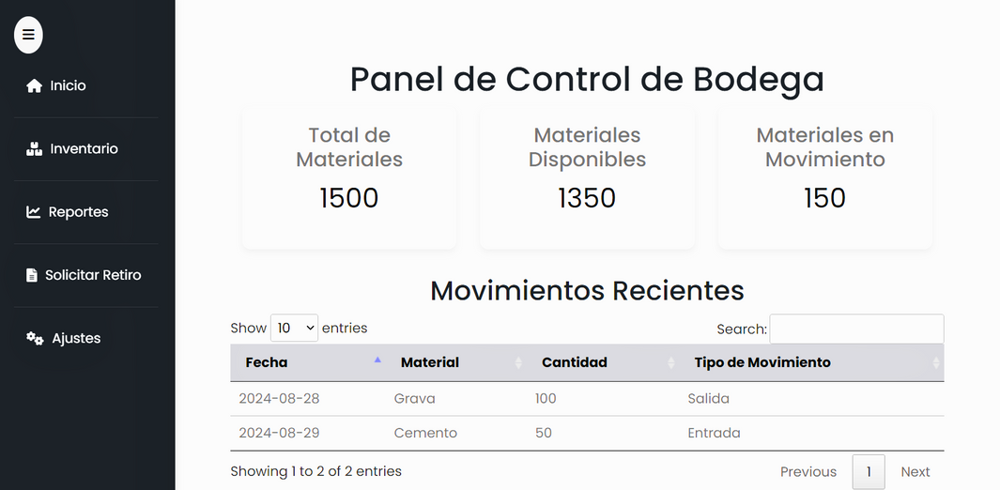 Inicio
Inventario
Reportes
Solicitar Retiro
Ajustes
Panel de Control de Bodega
Total de
Materiales
1500
Materiales
Disponibles
1350
Materiales en
Movimiento
150
Movimientos Recientes
Show 10 entries
Search:
Fecha Material Cantidad Tipo de Movimiento
2024-08-28 Grava 100 Salida
2024-08-29 Cemento 50 Entrada
Showing 1 to 2 of 2 entries
Previous 1 Next